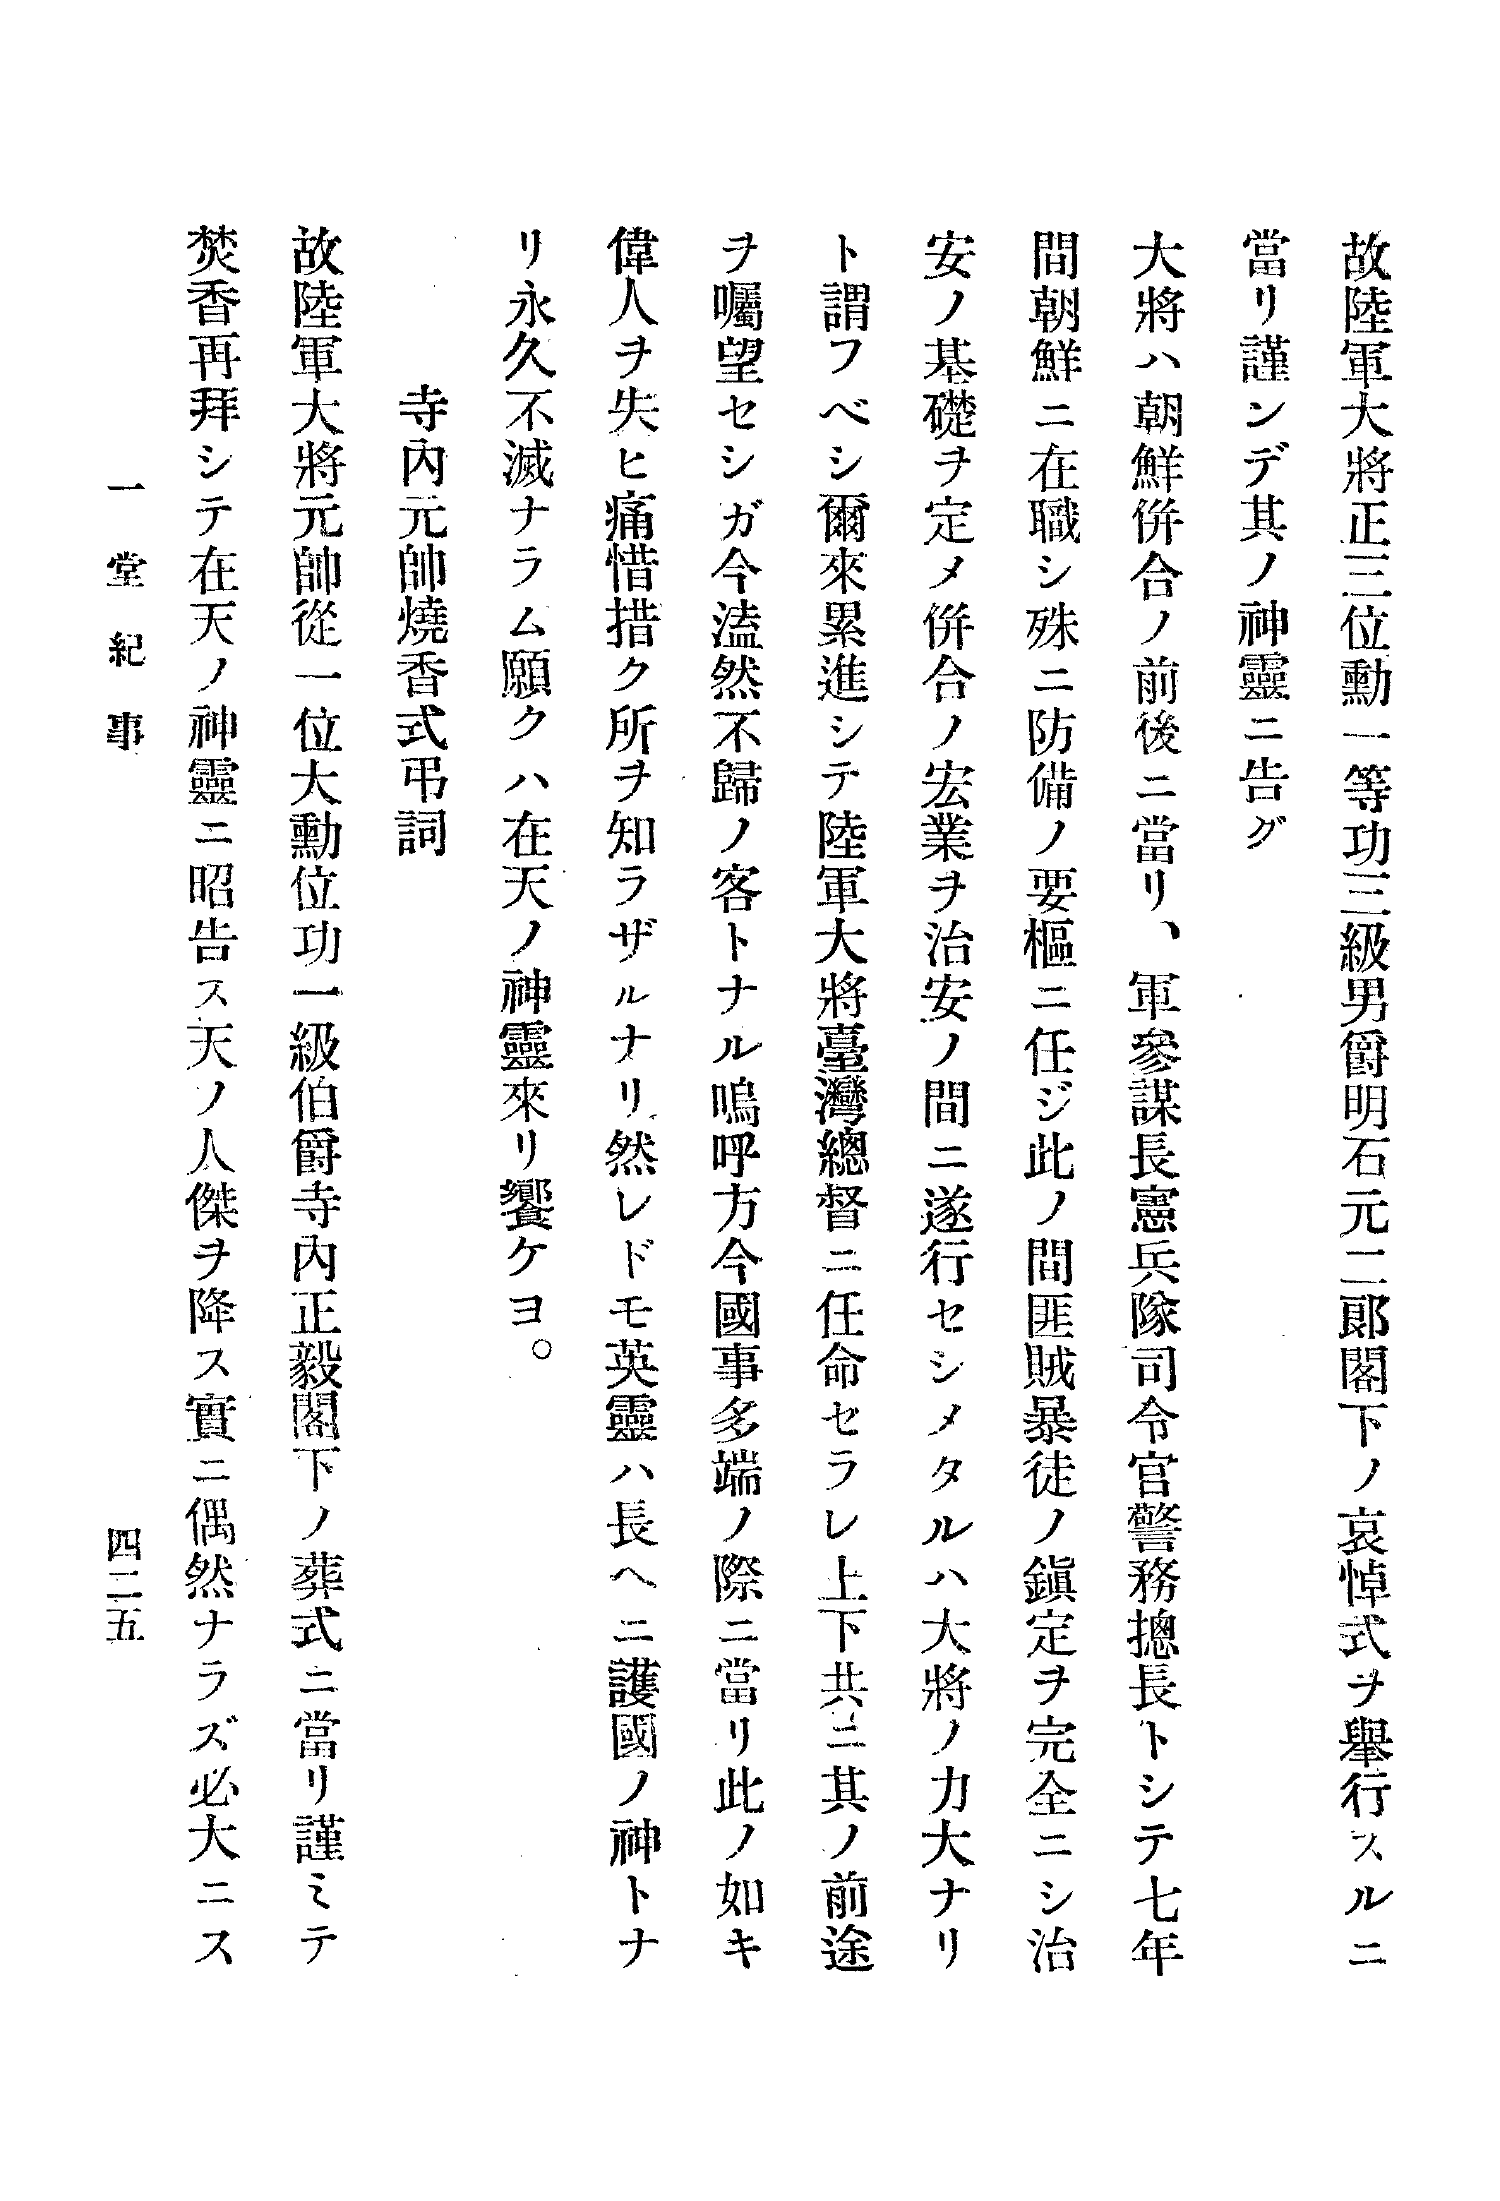 故陸軍大將正三位勳一等功三級男爵明石元二郞閣下ノ哀悼式ヲ擧行スルニ
當リ謹ンデ其ノ神靈ニ告グ
大將ハ朝鮮併合ノ前後ニ當リ、軍參謀長憲兵隊司令官警務摠長トシテ七年
間朝鮮ニ在職シ殊ニ防備ノ要樞ニ任ジ此ノ間匪賊暴徒ノ鎭定ヲ完全ニシ治
安ノ基礎ヲ定メ併合ノ宏業ヲ治安ノ間ニ遂行セシメタルハ大將ノ力大ナリ
ト謂フベシ爾來累進シテ陸軍大將臺灣總督ニ任命セラレ上下共ニ其ノ前途
ヲ囑望セシガ今溘然不歸ノ客トナル嗚呼方今國事多端ノ際ニ當リ此ノ如キ
偉人ヲ失ヒ痛惜措ク所ヲ知ラザルナリ然レドモ英靈ハ長ヘニ護國ノ神トナ
リ永久不滅ナラム願クハ在天ノ神靈來リ饗ケヨ。
寺內元帥燒香式弔詞
故陸軍大將元帥從一位大勳位功一級伯爵寺內正毅閣下ノ葬式ニ當リ謹ミテ
焚香再拜シテ在天ノ神靈ニ昭告ス天ノ人傑ヲ降ス實ニ偶然ナラズ必大ニス
一堂紀事 四二五